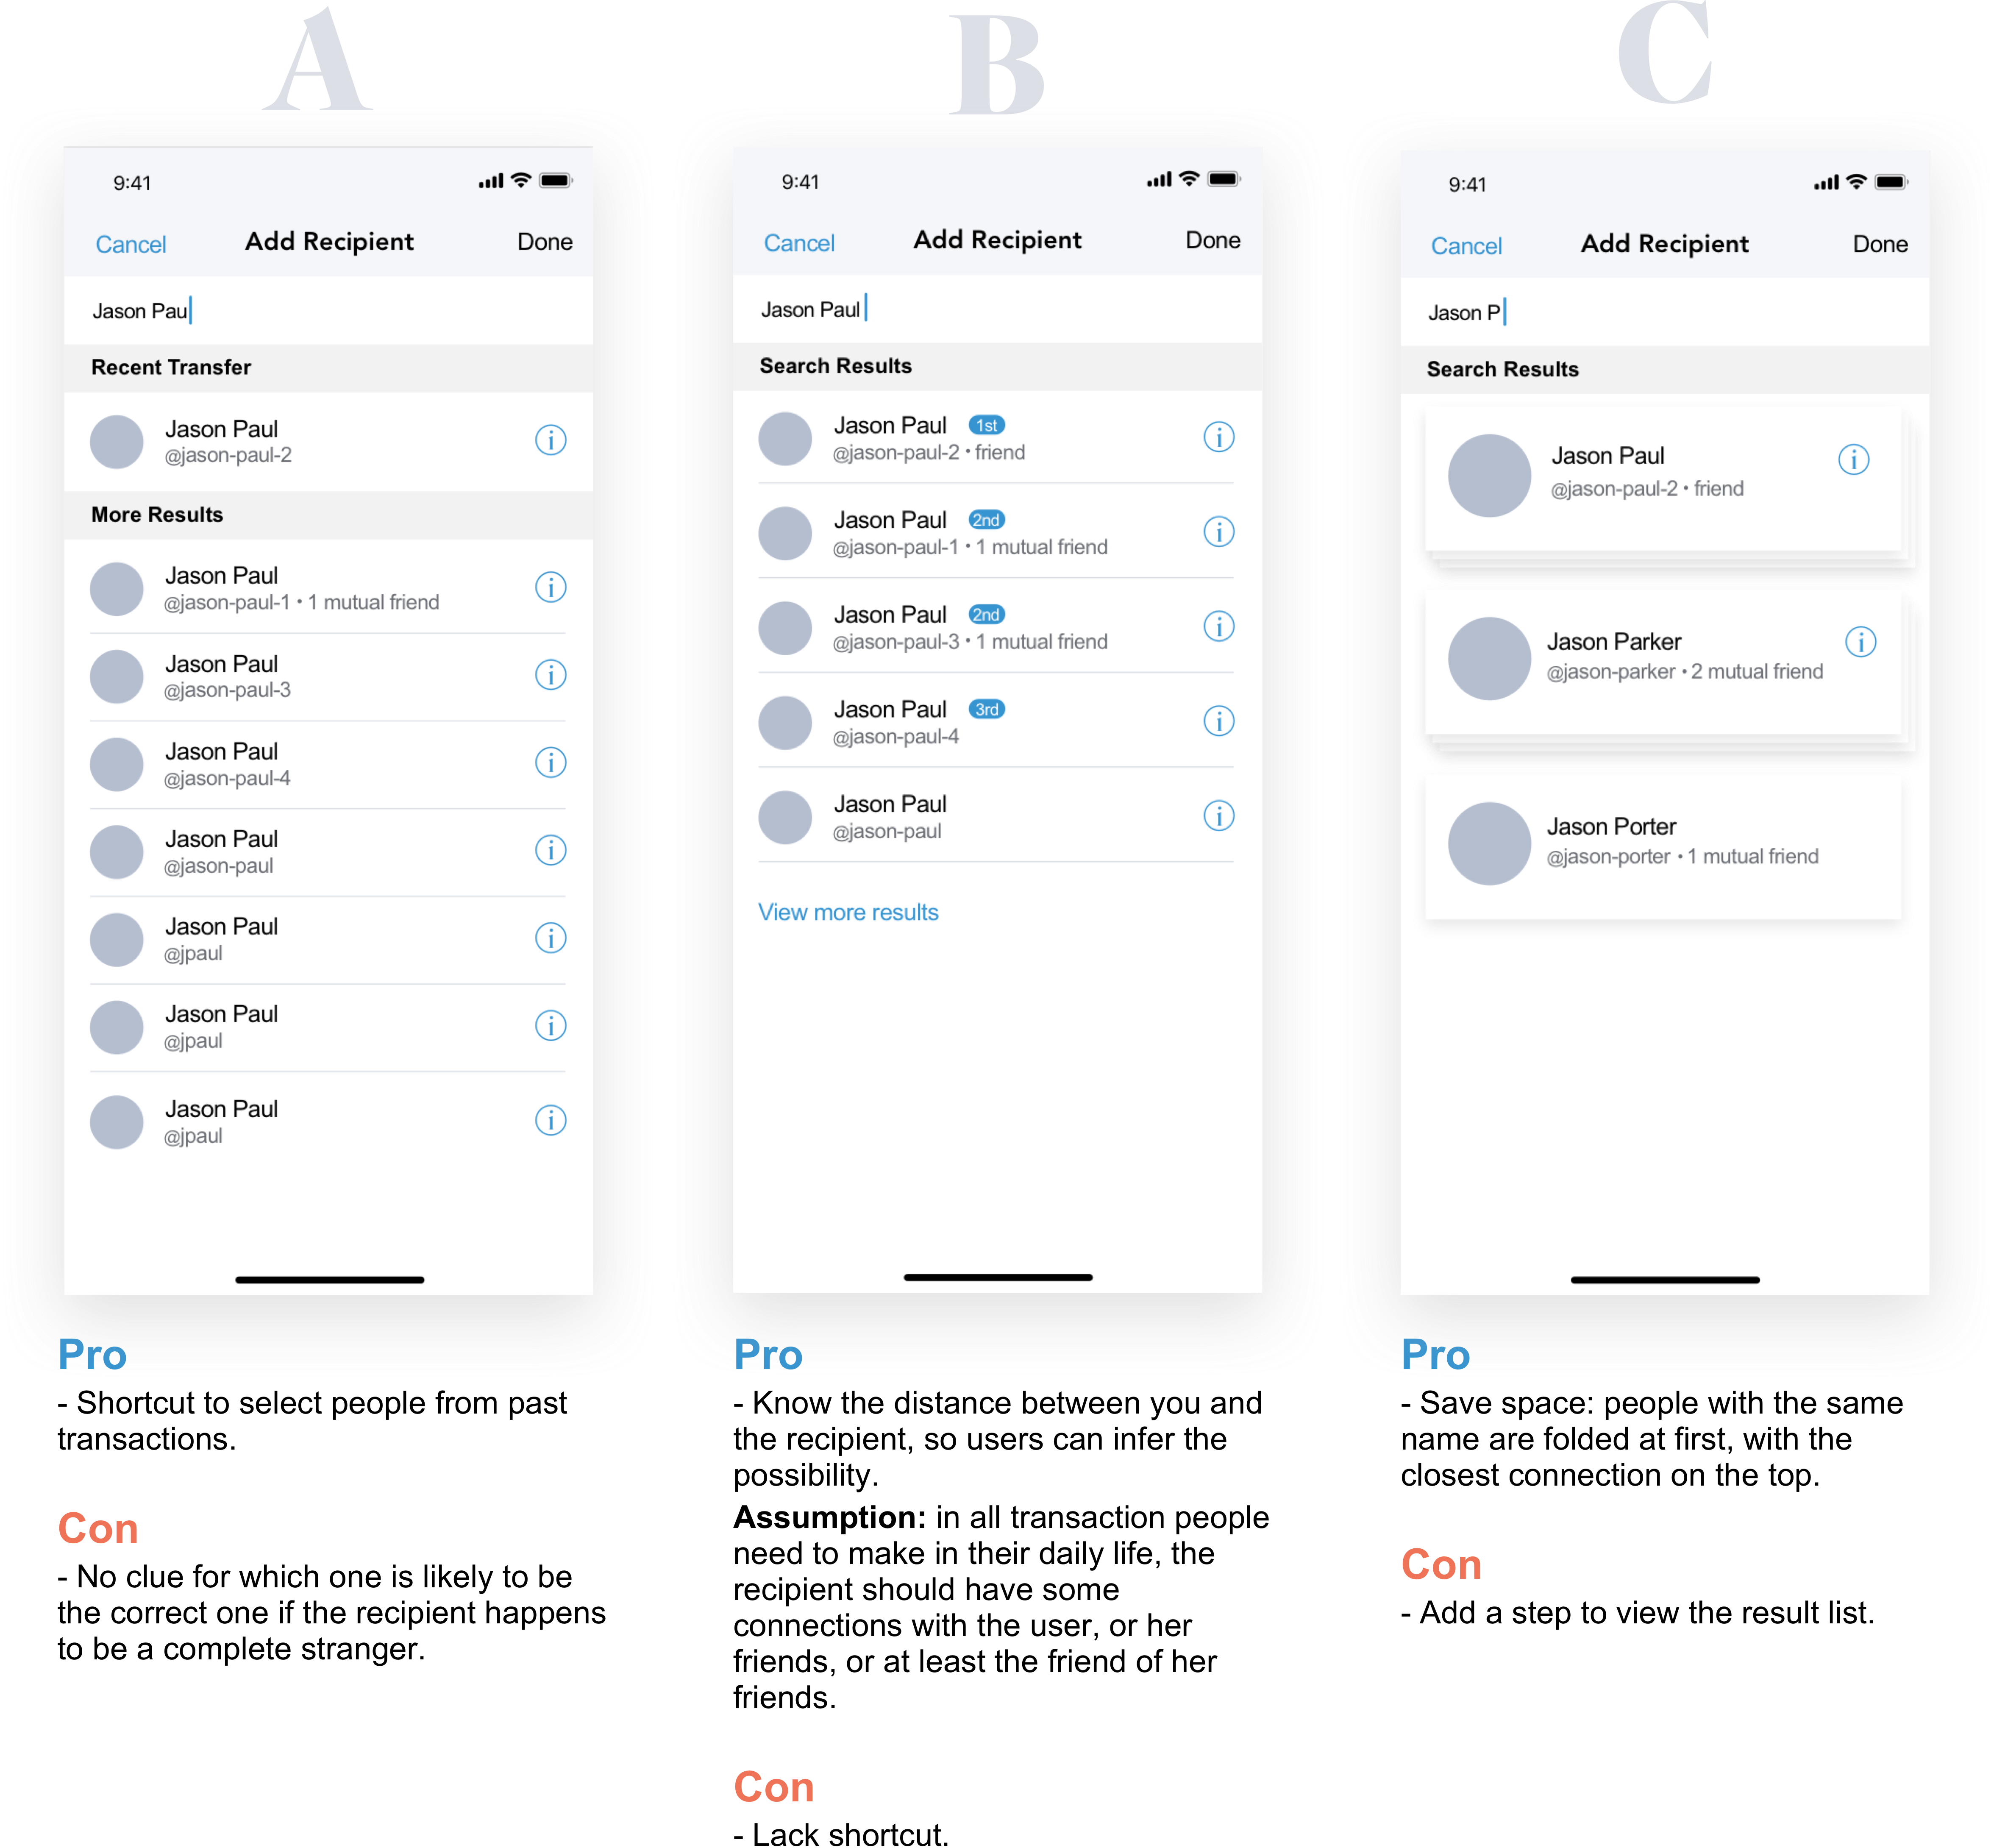 A
9:41
Cancel Add Recipient Done
Jason Pau
Recent Transfer
Jason Paul
@jason-paul-2
More Results
Jason Paul
@jason-paul-1 • 1 mutual friend
Jason Paul
@jason-paul-3
Jason Paul
@jason-paul-4
Jason Paul
@jason-paul
Jason Paul
@jpaul
Jason Paul
@jpaul
Jason Paul
@jpaul
Pro
- Shortcut to select people from past
transactions.
Con
- No clue for which one is likely to be
the correct one if the recipient happens
to be a complete stranger.
B
9:41
Cancel Add Recipient Done
Jason Paul
Search Results
Jason Paul 1st
@jason-paul-2 • friend
Jason Paul 2nd
@jason-paul-1 • 1 mutual friend
Jason Paul 2nd
@jason-paul-3 • 1 mutual friend
Jason Paul 3rd
@jason-paul-4
Jason Paul
@jason-paul
View more results
Pro
- Know the distance between you and
the recipient, so users can infer the
possibility.
Assumption: in all transaction people
need to make in their daily life, the
recipient should have some
connections with the user, or her
friends, or at least the friend of her
friends.
Con
- Lack shortcut.
C
9:41
Cancel Add Recipient Done
Jason P
Search Results
Jason Paul
@jason-paul-2 • friend
Jason Parker
@jason-parker • 2 mutual friend
Jason Porter
@jason-porter • 1 mutual friend
Pro
- Save space: people with the same
name are folded at first, with the
closest connection on the top.
Con
- Add a step to view the result list.